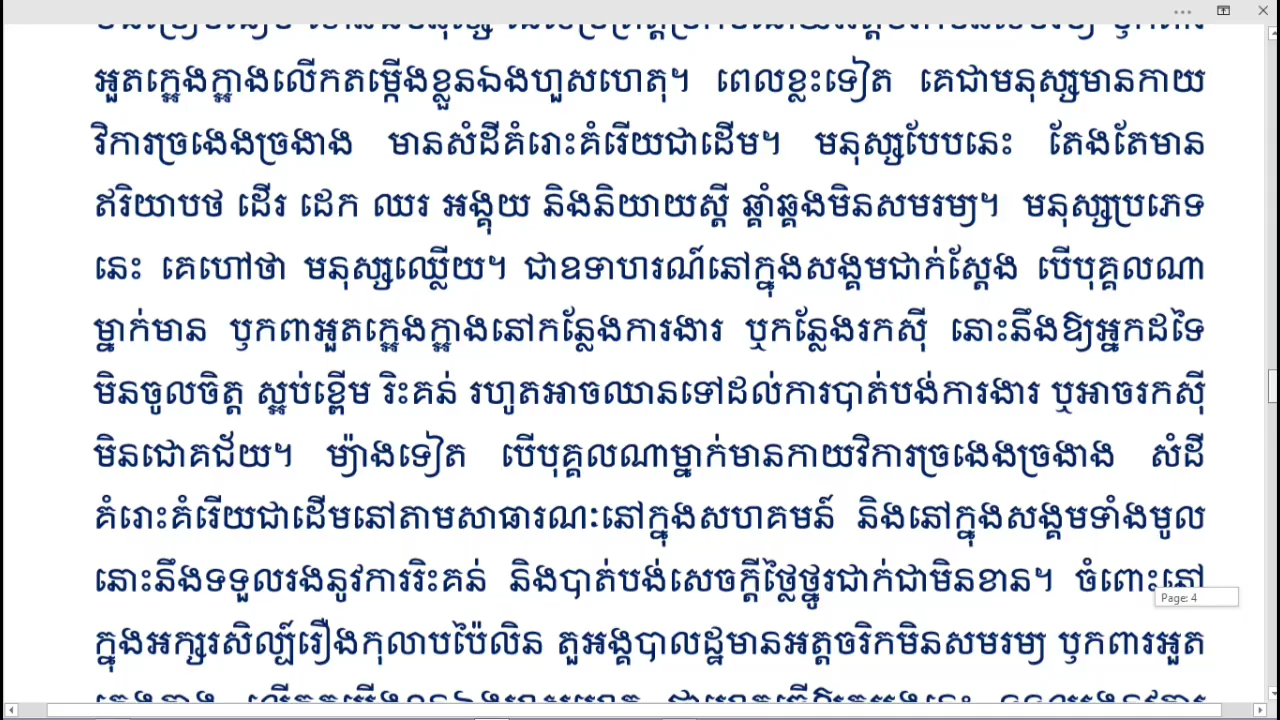 អួតក្អេងក្អាងលើកតម្កើងខ្លួនឯងហួសហេតុ។ ពេលខ្លះទៀត គេជាមនុស្សមានកាយ
វិការច្រងេងច្រងាង មានសំដីគំរោះគំរើយជាដើម។ មនុស្សបែបនេះ តែងតែមាន
ឥរិយាបថ ដើរ ដេក ឈរ អង្គុយ និងនិយាយស្តី ឆ្គាំឆ្គងមិនសមរម្យ។ មនុស្សប្រភេទ
នេះ គេហៅថា មនុស្សឈ្លើយ។ ជាឧទាហរណ៍នៅក្នុងសង្គមជាក់ស្តែង បើបុគ្គលណា
ម្នាក់មាន ឫកពាអួតក្អេងក្អាងនៅកន្លែងការងារ ឬកន្លែងរកស៊ី នោះនឹងឱ្យអ្នកដទៃ
មិនចូលចិត្ត ស្អប់ខ្ពើម រិះគន់ រហូតអាចឈានទៅដល់ការបាត់បង់ការងារ ឬអាចរកស៊ី
មិនជោគជ័យ។ ម្យ៉ាងទៀត បើបុគ្គលណាម្នាក់មានកាយវិការច្រងេងច្រងាង សំដី
គំរោះគំរើយជាដើមនៅតាមសាធារណៈនៅក្នុងសហគមន៍ និងនៅក្នុងសង្គមទាំងមូល
នោះនឹងទទួលរងនូវការរិះគន់ និងបាត់បង់សេចក្តីថ្លៃថ្នូរជាក់ជាមិនខាន។ ចំពោះនៅ
Page: 4
ក្នុងអក្សរសិល្ប៍រឿងកុលាបប៉ៃលិន តួអង្គបាលដ្ឋមានអត្តចរិកមិនសមរម្យ ឫកពារអួត